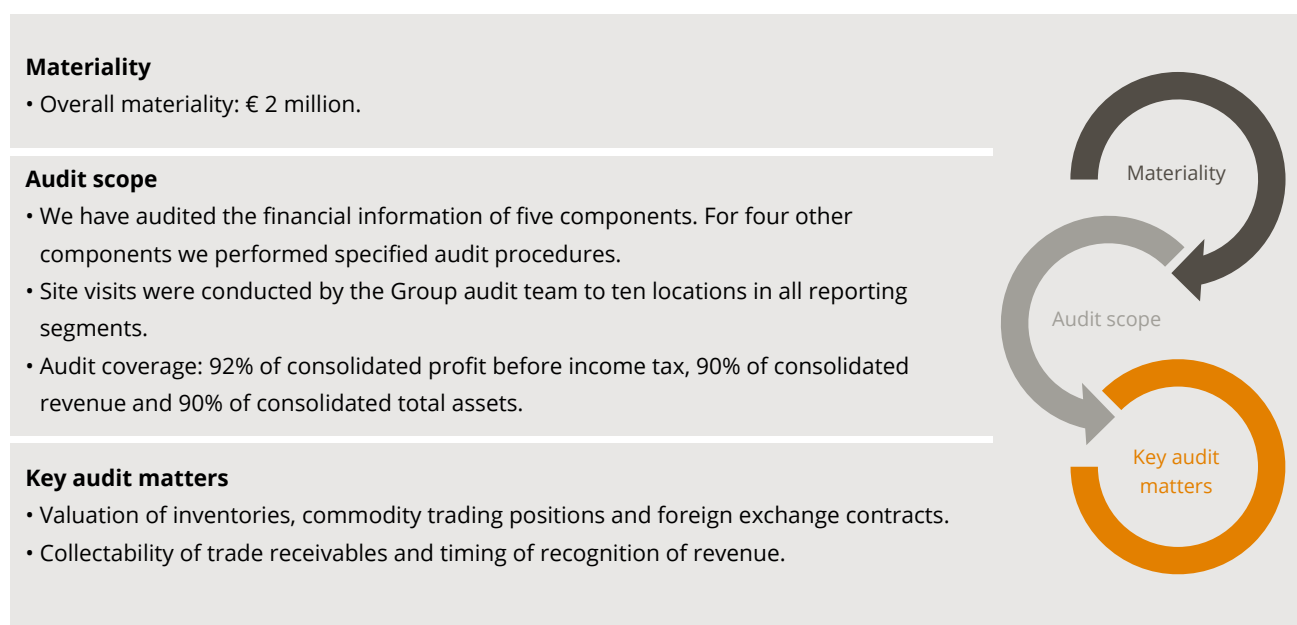 Materiality
• Overall materiality: € 2 million.
Audit scope
• We have audited the financial information of five components. For four other
components we performed specified audit procedures.
• Site visits were conducted by the Group audit team to ten locations in all reporting
segments.
• Audit coverage: 92% of consolidated profit before income tax, 90% of consolidated
revenue and 90% of consolidated total assets.
Key audit matters
• Valuation of inventories, commodity trading positions and foreign exchange contracts.
• Collectability of trade receivables and timing of recognition of revenue.
Materiality
Audit scope
Key audit
matters